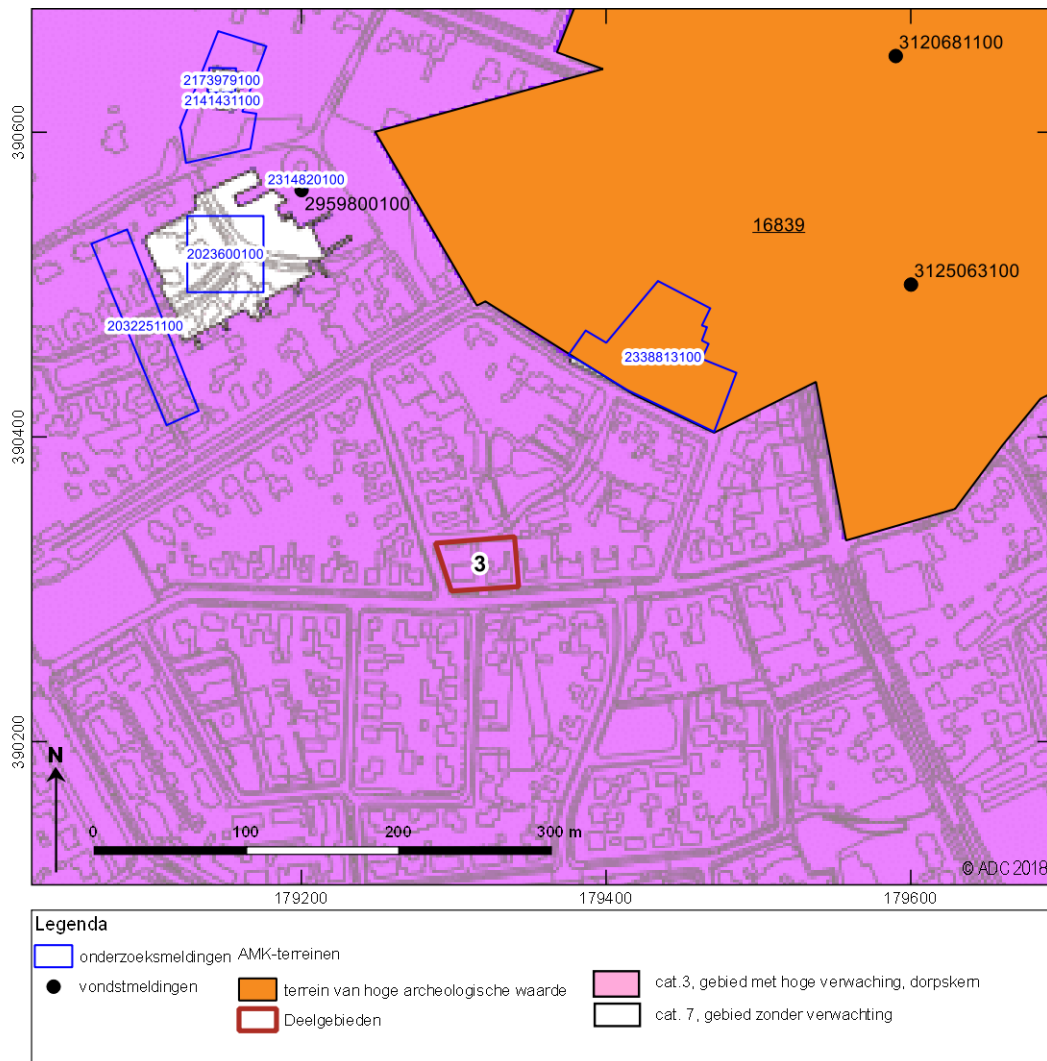 3120681100
2173979100
2141431100
390600
2314820100
2959800100
16839
2023600100
3125063100
2032251100
2338813100
390400
3
390200
N
0 100 200 300 m
© ADC 2018
179200 179400 179600
Legenda
onderzoeksmeldingen
vondstmeldingen
AMK-terreinen
terrein van hoge archeologische waarde
Deelgebieden
cat.3, gebied met hoge verwaching, dorpskern
cat. 7, gebied zonder verwachting